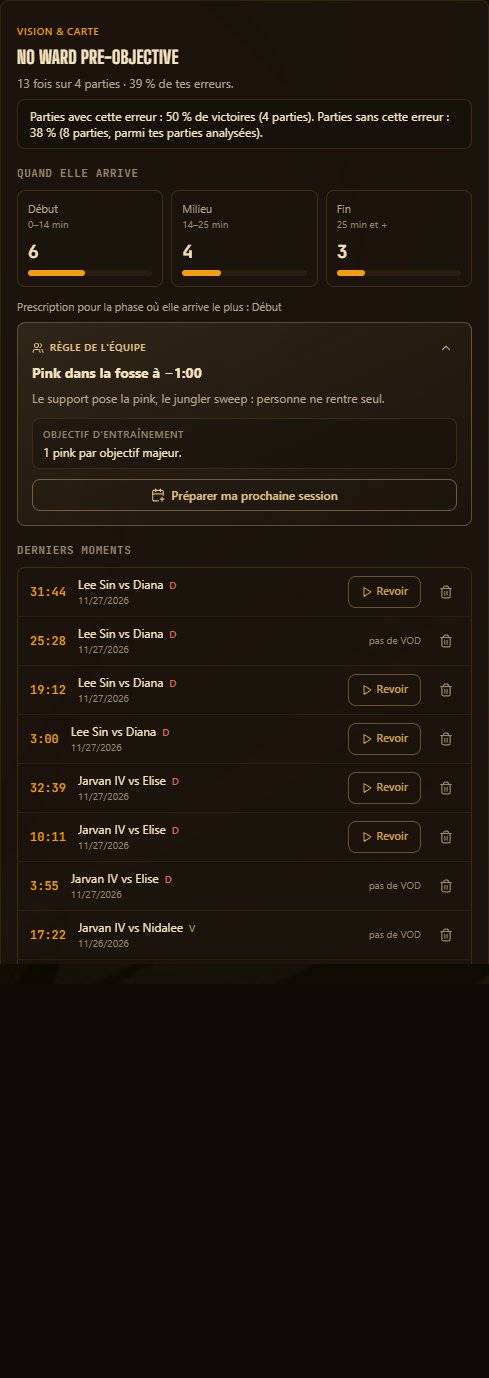 VISION & CARTE
NO WARD PRE-OBJECTIVE
13 fois sur 4 parties · 39 % de tes erreurs.
Parties avec cette erreur : 50 % de victoires (4 parties). Parties sans cette erreur :
38 % (8 parties, parmi tes parties analysées).
QUAND ELLE ARRIVE
Début
0–14 min
6
Milieu
14–25 min
4
Fin
25 min et +
3
Prescription pour la phase où elle arrive le plus : Début
RÈGLE DE L'ÉQUIPE
Pink dans la fosse à −1:00
Le support pose la pink, le jungler sweep : personne ne rentre seul.
OBJECTIF D'ENTRAÎNEMENT
1 pink par objectif majeur.
Préparer ma prochaine session
DERNIERS MOMENTS
31:44 Lee Sin vs Diana D Revoir
11/27/2026
25:28 Lee Sin vs Diana D pas de VOD
11/27/2026
19:12 Lee Sin vs Diana D Revoir
11/27/2026
3:00 Lee Sin vs Diana D Revoir
11/27/2026
32:39 Jarvan IV vs Elise D Revoir
11/27/2026
10:11 Jarvan IV vs Elise D Revoir
11/27/2026
3:55 Jarvan IV vs Elise D pas de VOD
11/27/2026
17:22 Jarvan IV vs Nidalee V pas de VOD
11/26/2026